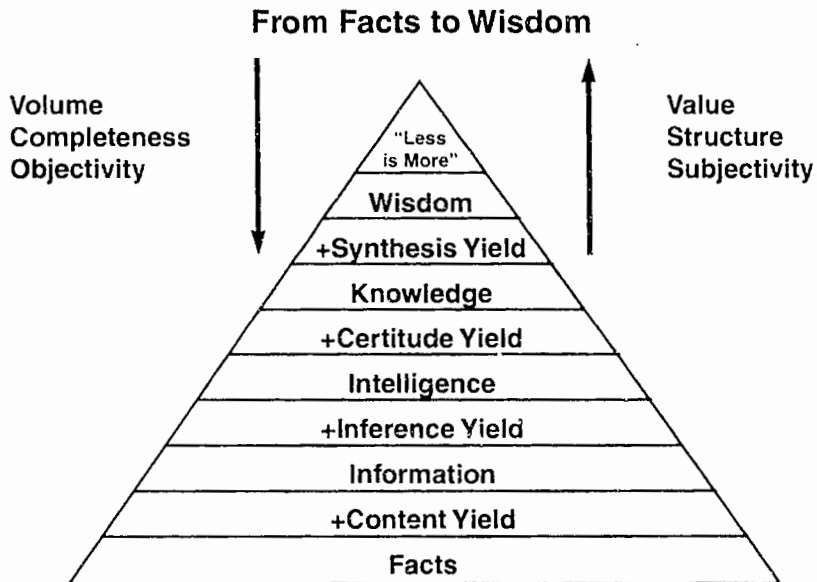 From Facts to Wisdom
Volume
Completeness
Objectivity
Value
Structure
Subjectivity
"Less
is More"
Wisdom
+Synthesis Yield
Knowledge
+Certitude Yield
Intelligence
+Inference Yield
Information
+Content Yield
Facts